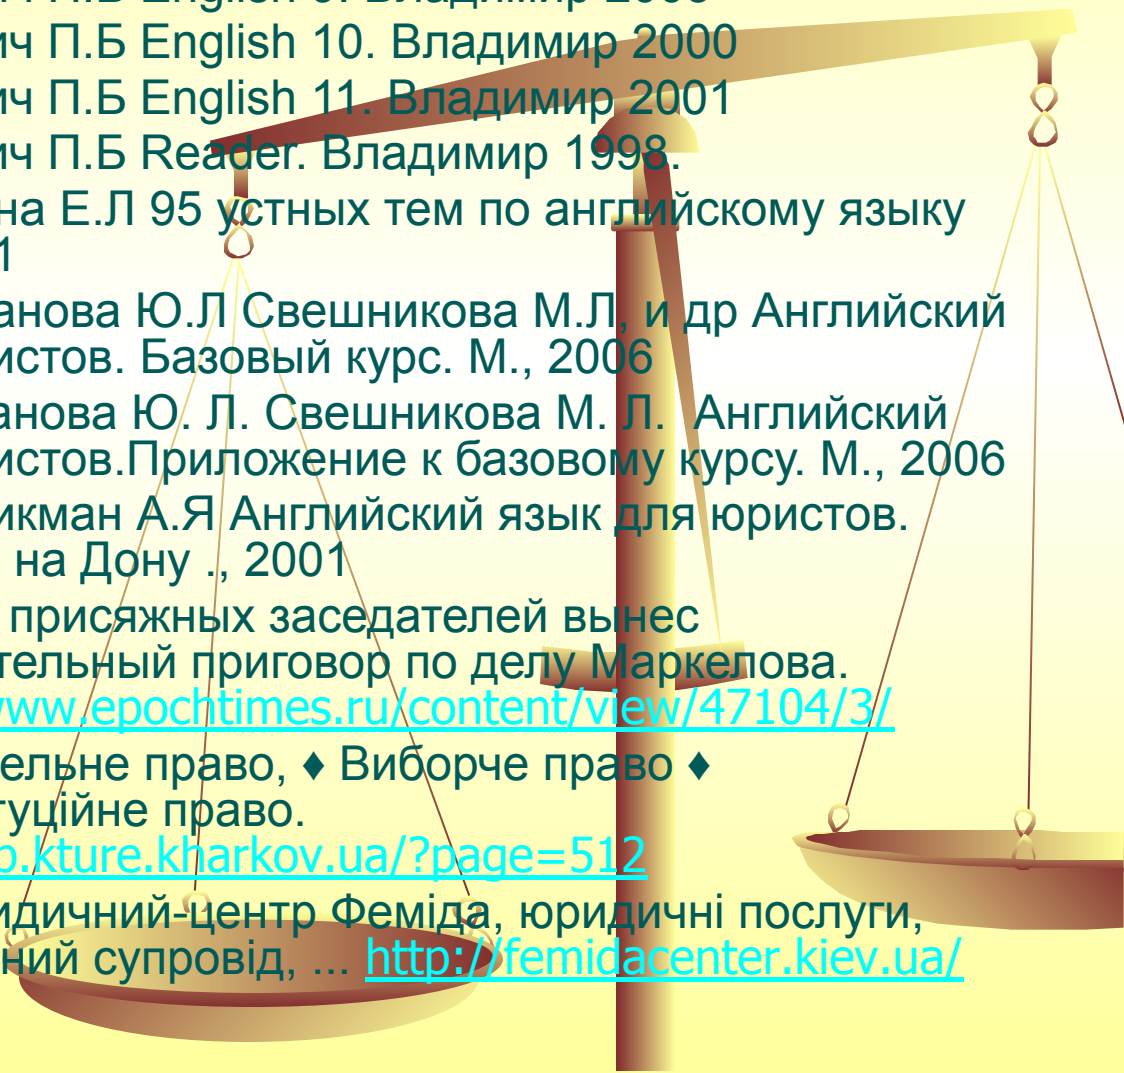 ич П.Б English 10. Владимир 2000
ич П.Б English 11. Владимир 2001
ич П.Б Reader. Владимир 1998.
на Е.Л 95 устных тем по английскому языку
1
анова Ю.Л Свешникова М.Л, и др Английский
истов. Базовый курс. М., 2006
анова Ю. Л. Свешникова М. Л. Английский
истов.Приложение к базовому курсу. М., 2006
икман А.Я Английский язык для юристов.
на Дону ., 2001
присяжных заседателей вынес
тельный приговор по делу Маркелова.
www.epochtimes.ru/content/view/47104/3/
ельне право, ♦ Виборче право ♦
туційне право.
p.kture.kharkov.ua/?page=512
идичний-центр Феміда, юридичні послуги,
ний супровід, ... http://femidacenter.kiev.ua/